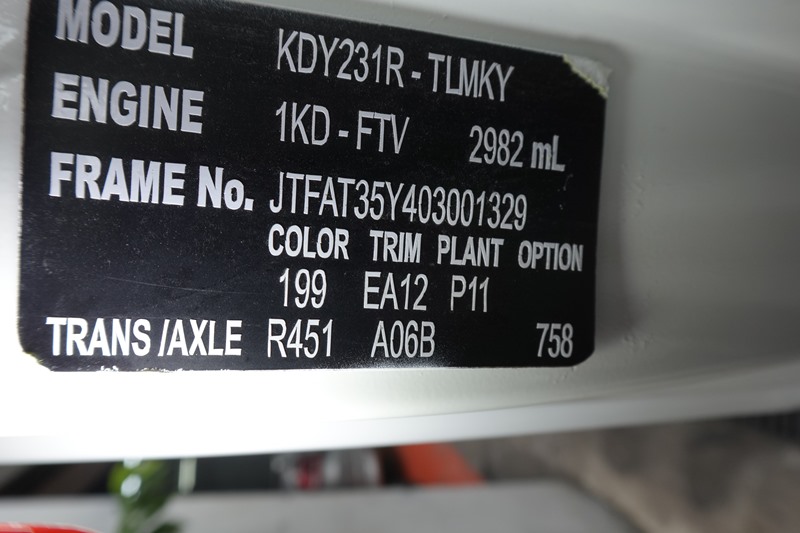 MODEL KDY231R - TLMKY
ENGINE 1KD - FTV 2982 mL
FRAME No. JTFAT35Y403001329
COLOR TRIM PLANT OPTION
199 EA12 P11
TRANS /AXLE R451 A06B 758